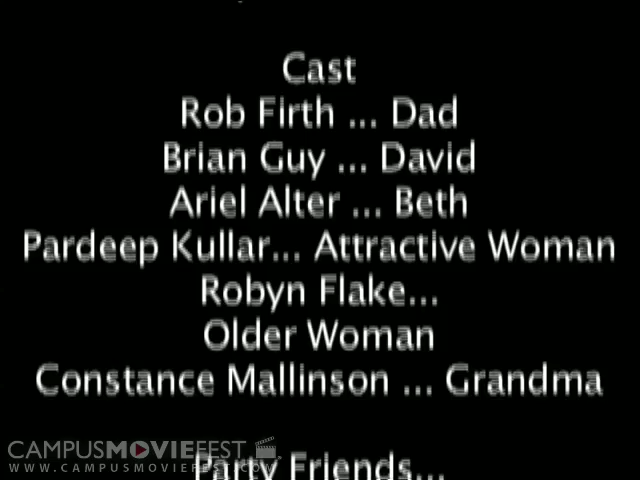 Cast
Rob Firth ... Dad
Brian Guy ... David
Ariel Alter ... Beth
Pardeep Kullar... Attractive Woman
Robyn Flake...
Older Woman
Constance Mallinson ... Grandma
CAMPUSMOVIEFEST
WWW.CAMPUSMOVIEFEST.COM
Party Friends...